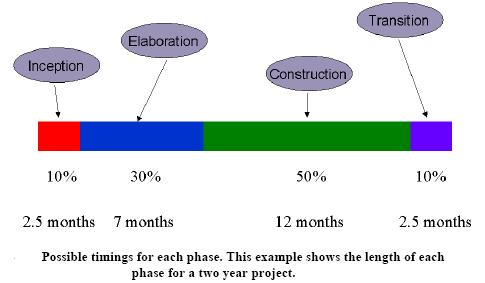 Transition
Elaboration
Inception
Construction
10% 30% 50% 10%
2.5 months 7 months 12 months 2.5 months
Possible timings for each phase. This example shows the length of each
phase for a two year project.